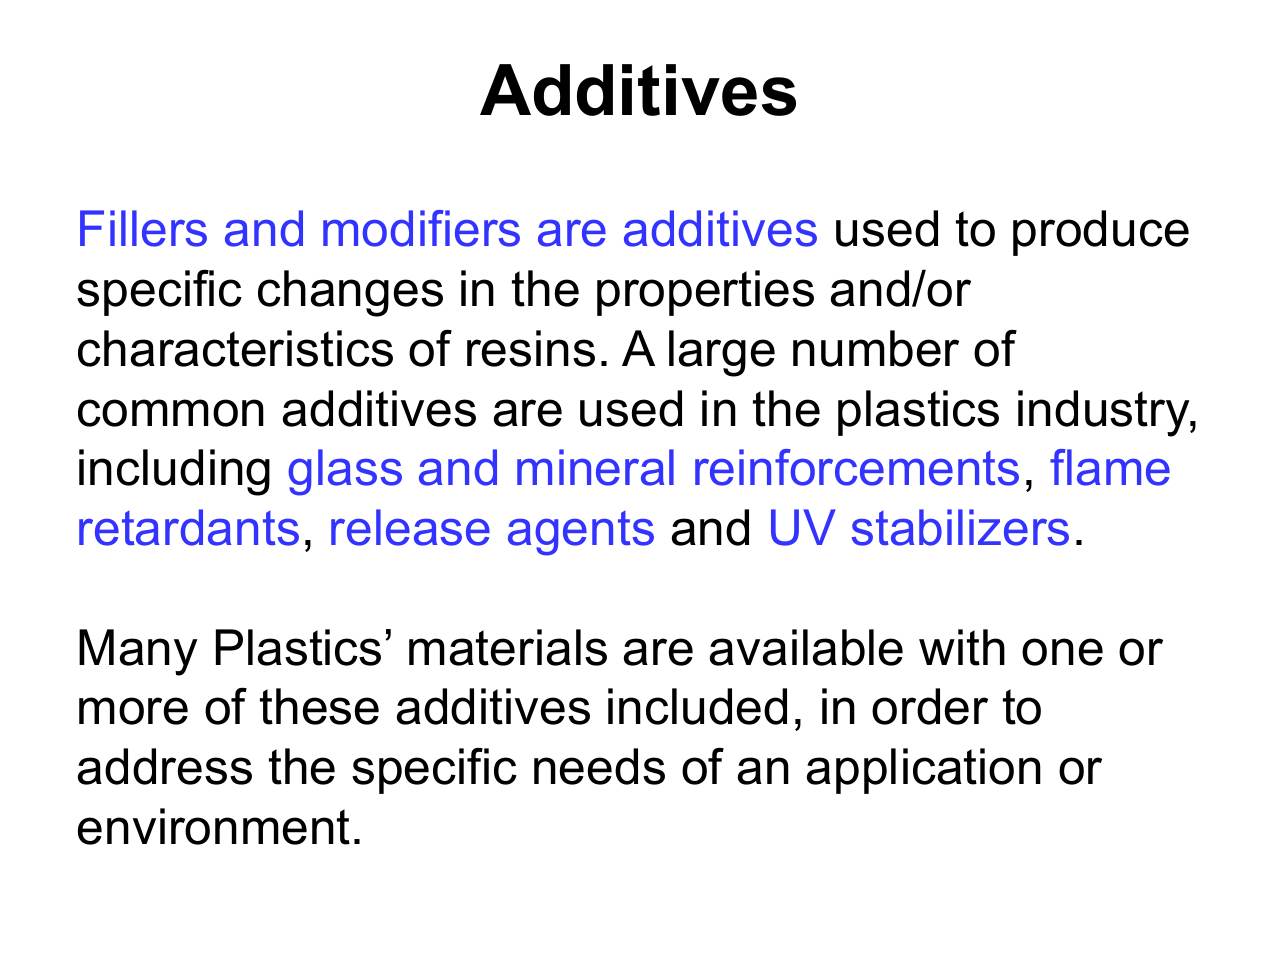 Additives
Fillers and modifiers are additives used to produce
specific changes in the properties and/or
characteristics of resins. A large number of
common additives are used in the plastics industry,
including glass and mineral reinforcements, flame
retardants, release agents and UV stabilizers.
Many Plastics’ materials are available with one or
more of these additives included, in order to
address the specific needs of an application or
environment.